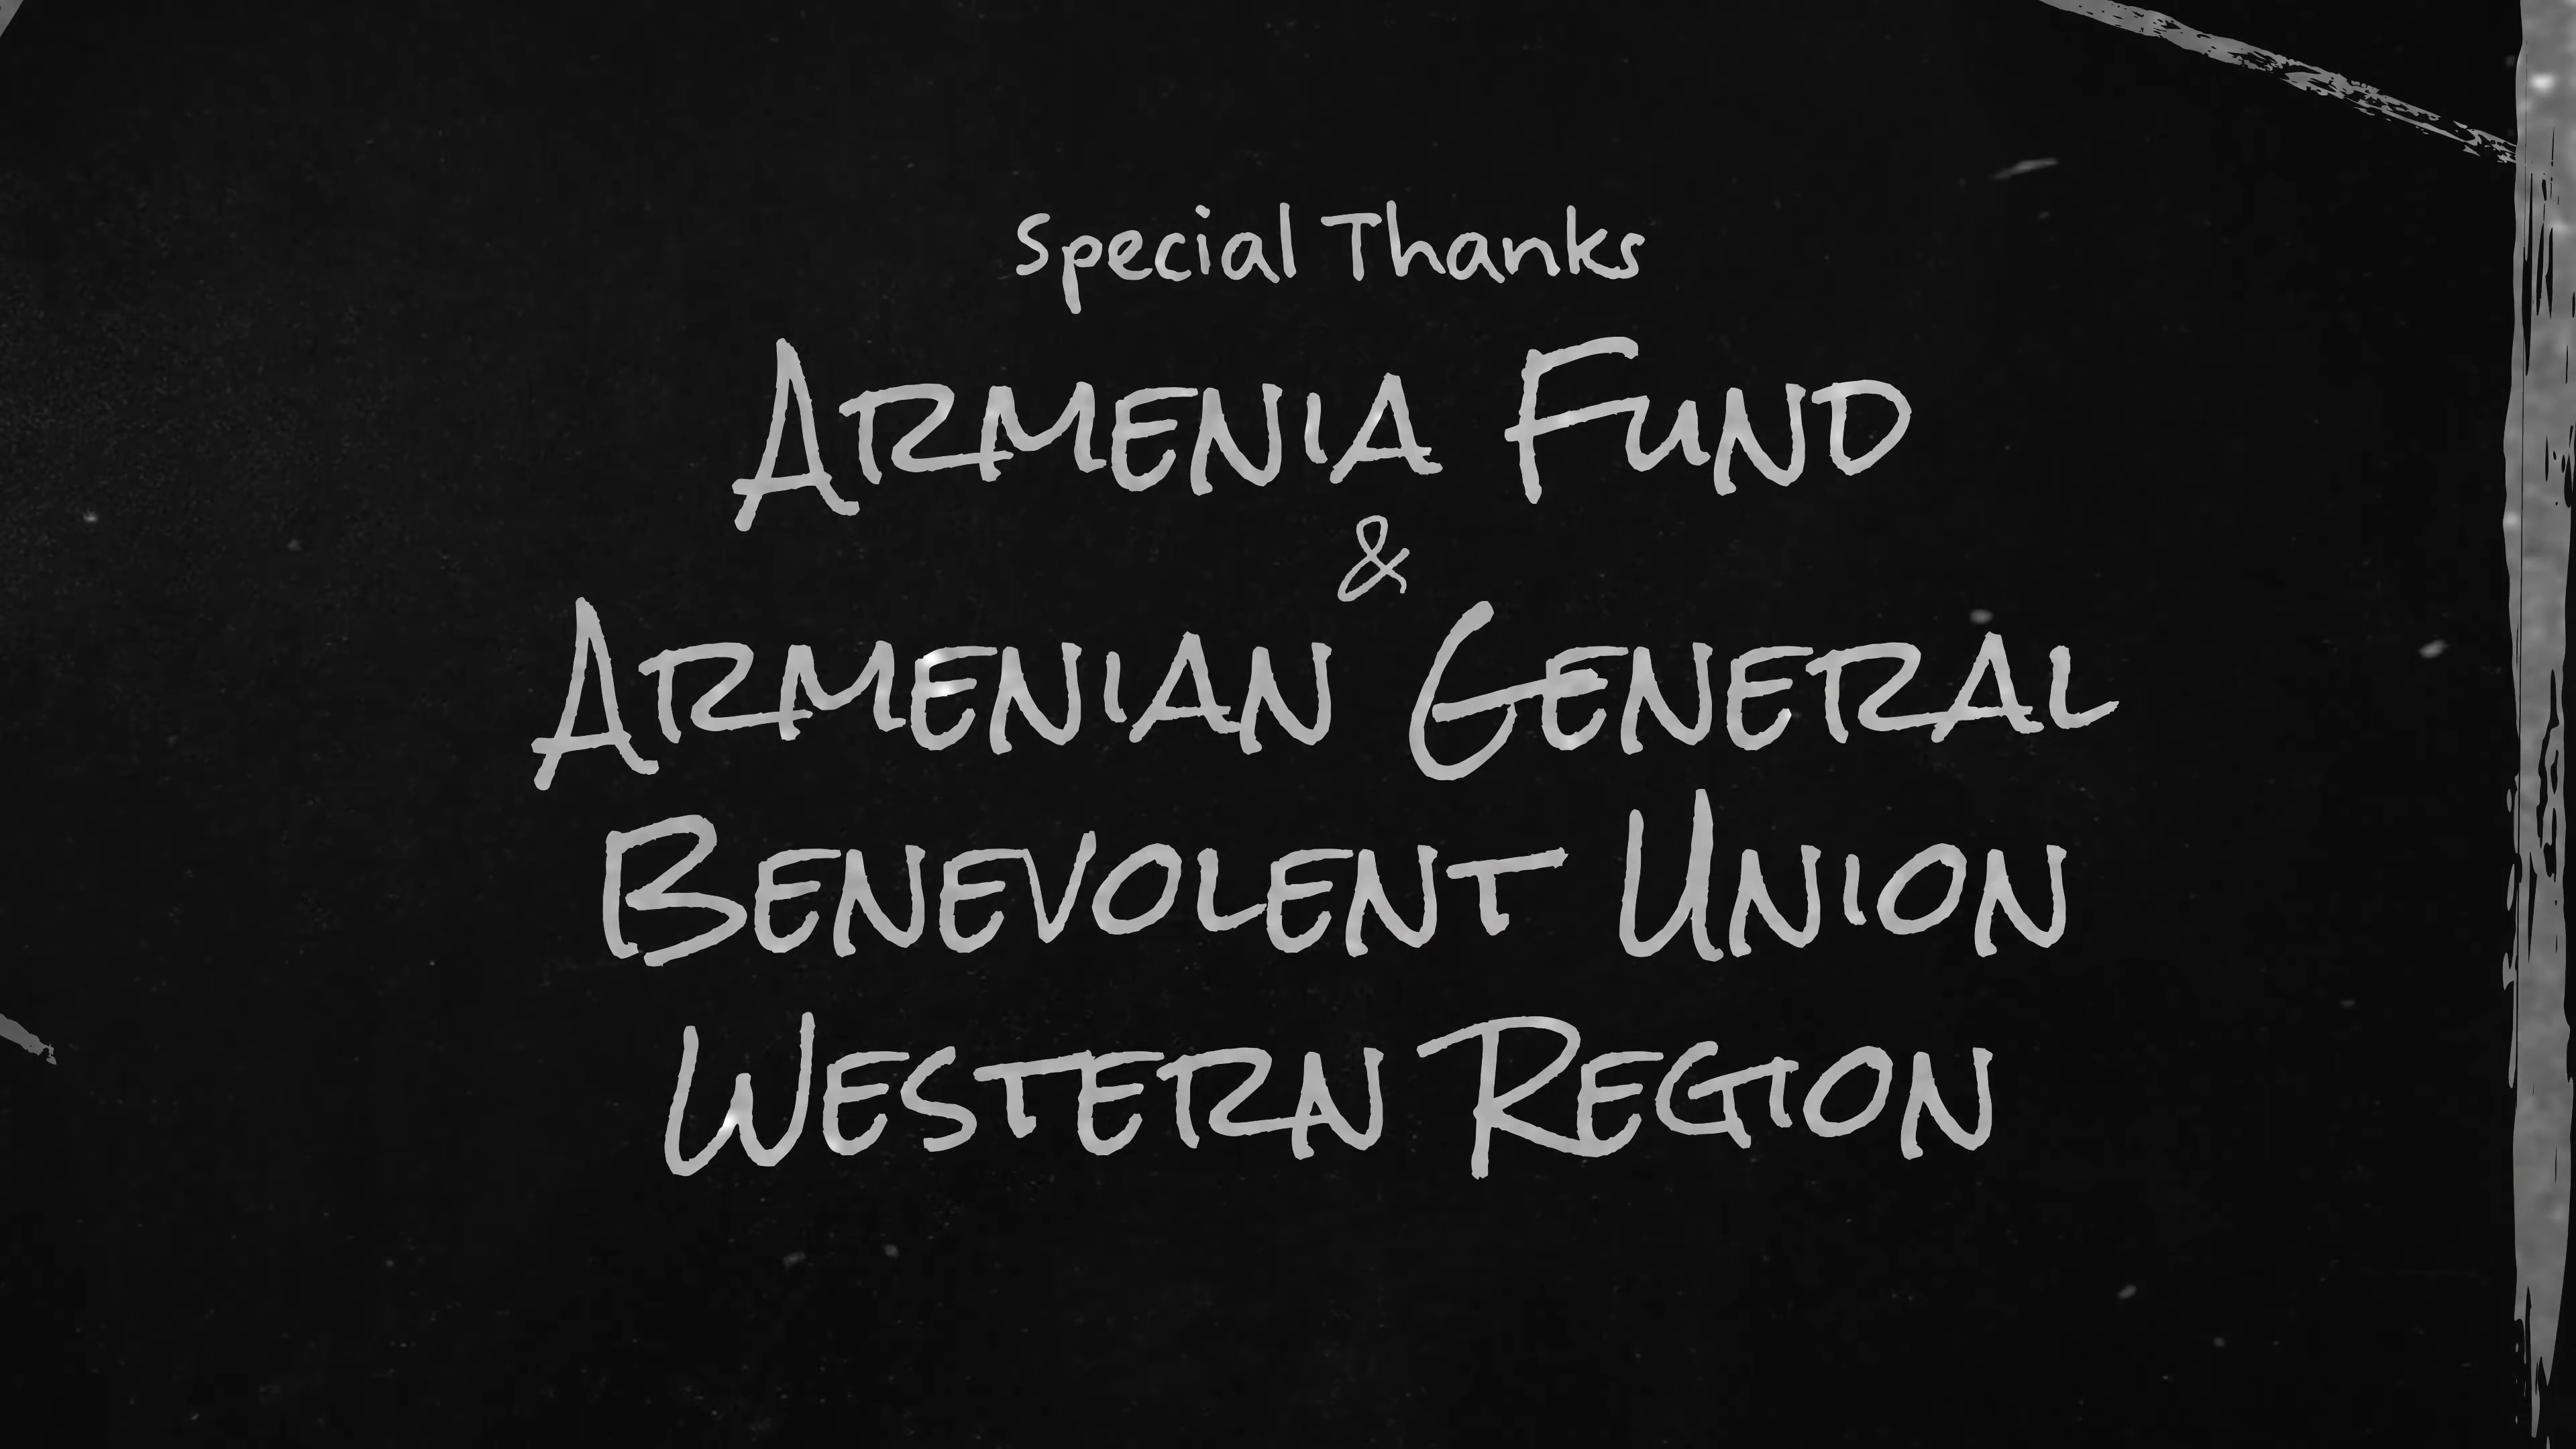 Special Thanks
Armenia Fund
&
Armenian General
Benevolent Union
Western Region